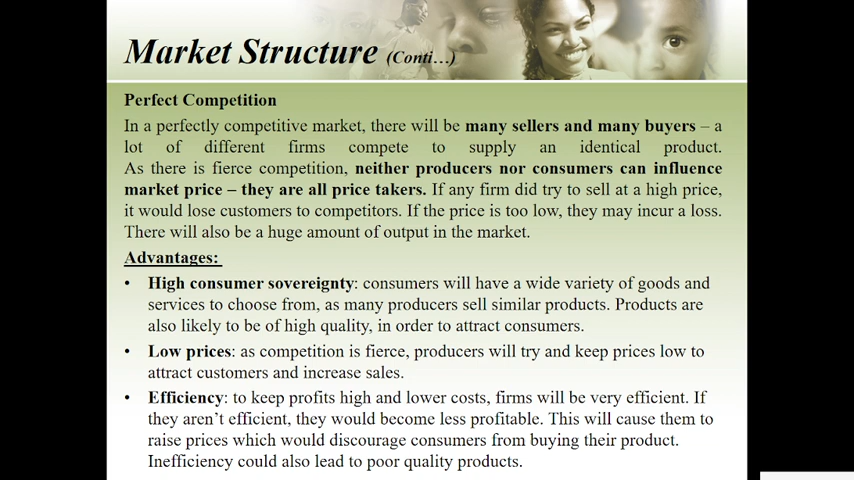 Market Structure (Conti…)
Perfect Competition
In a perfectly competitive market, there will be many sellers and many buyers – a
lot of different firms compete to supply an identical product.
As there is fierce competition, neither producers nor consumers can influence
market price – they are all price takers. If any firm did try to sell at a high price,
it would lose customers to competitors. If the price is too low, they may incur a loss.
There will also be a huge amount of output in the market.
Advantages:
• High consumer sovereignty: consumers will have a wide variety of goods and
services to choose from, as many producers sell similar products. Products are
also likely to be of high quality, in order to attract consumers.
• Low prices: as competition is fierce, producers will try and keep prices low to
attract customers and increase sales.
• Efficiency: to keep profits high and lower costs, firms will be very efficient. If
they aren’t efficient, they would become less profitable. This will cause them to
raise prices which would discourage consumers from buying their product.
Inefficiency could also lead to poor quality products.